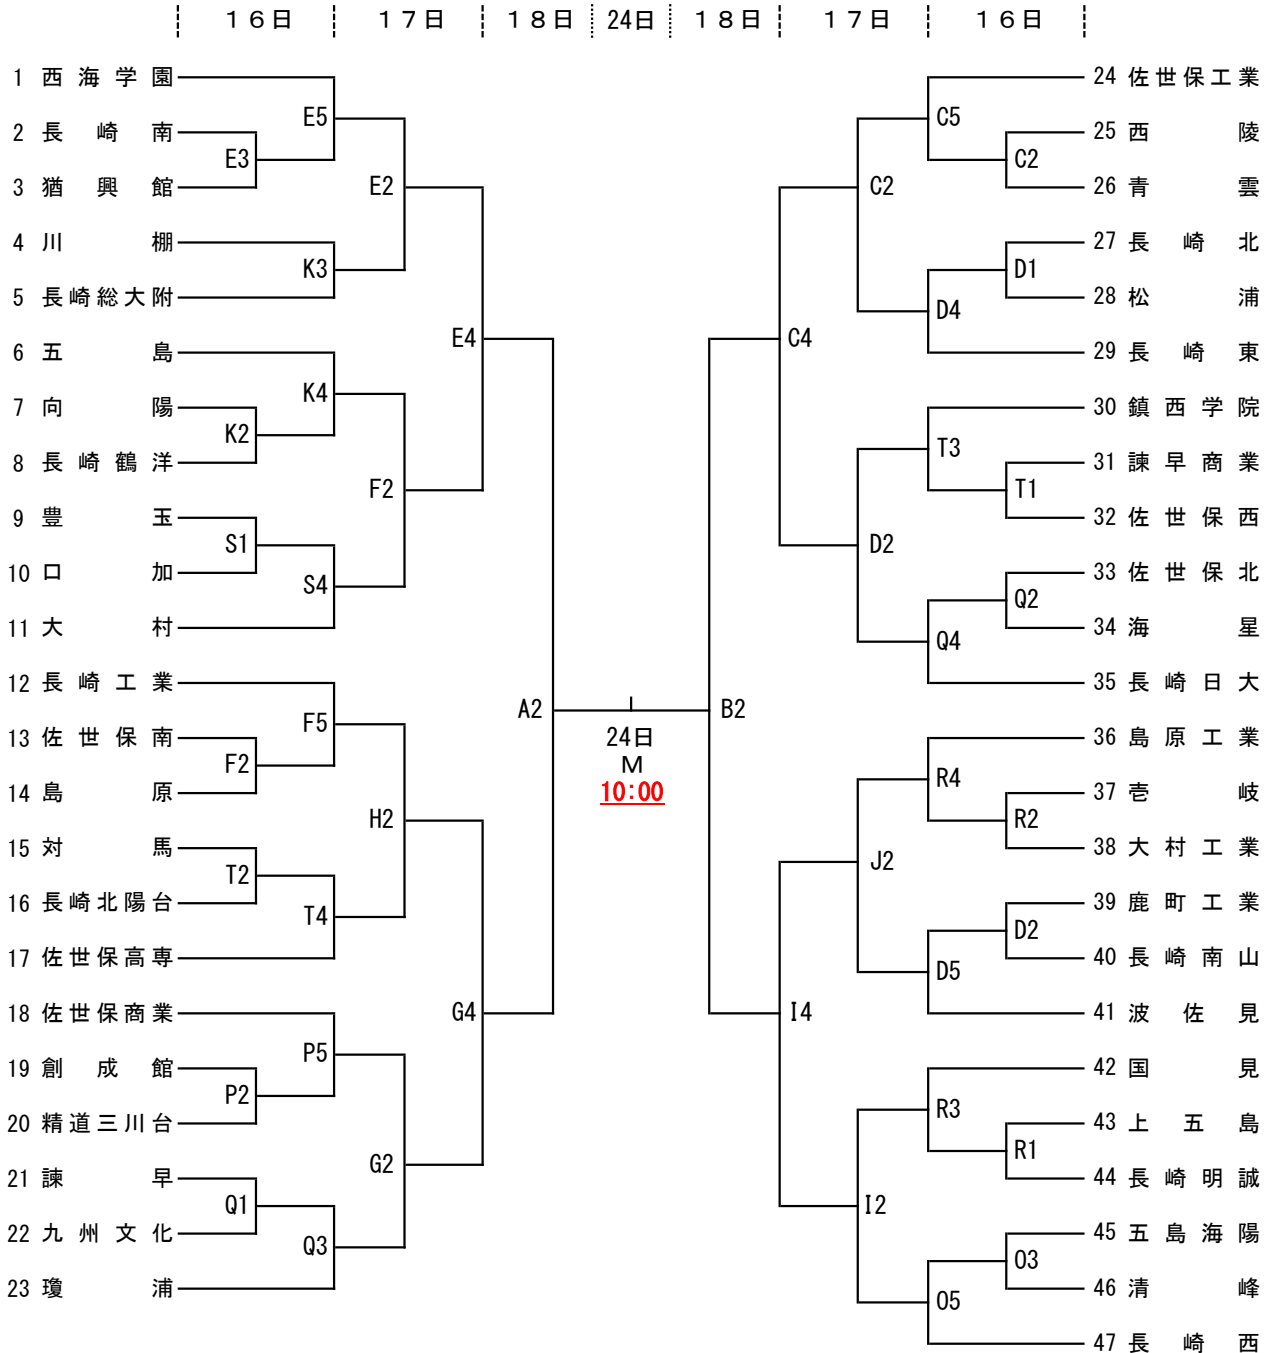 １６日 １７日 １８日 24日 １８日 １７日 １６日
1 西海学園
2 長崎南
3 猶興館
4 川棚
5 長崎総大附
6 五島
7 向陽
8 長崎鶴洋
9 豊玉
10 口加
11 大村
12 長崎工業
13 佐世保南
14 島原
15 対馬
16 長崎北陽台
17 佐世保高専
18 佐世保商業
19 創成館
20 精道三川台
21 諫早
22 九州文化
23 瓊浦
E5
E3
E2
K3
E4
K4
K2
F2
S1
S4
A2
F5
F2
H2
T2
T4
G4
P5
P2
G2
Q1
Q3
24日
M
10:00
B2
C5
C2
C2
D1
D4
C4
T3
T1
D2
Q2
Q4
R4
R2
J2
D2
D5
I4
R3
R1
I2
O3
O5
24 佐世保工業
25 西陵
26 青雲
27 長崎北
28 松浦
29 長崎東
30 鎮西学院
31 諫早商業
32 佐世保西
33 佐世保北
34 海星
35 長崎日大
36 島原工業
37 壱岐
38 大村工業
39 鹿町工業
40 長崎南山
41 波佐見
42 国見
43 上五島
44 長崎明誠
45 五島海陽
46 清峰
47 長崎西